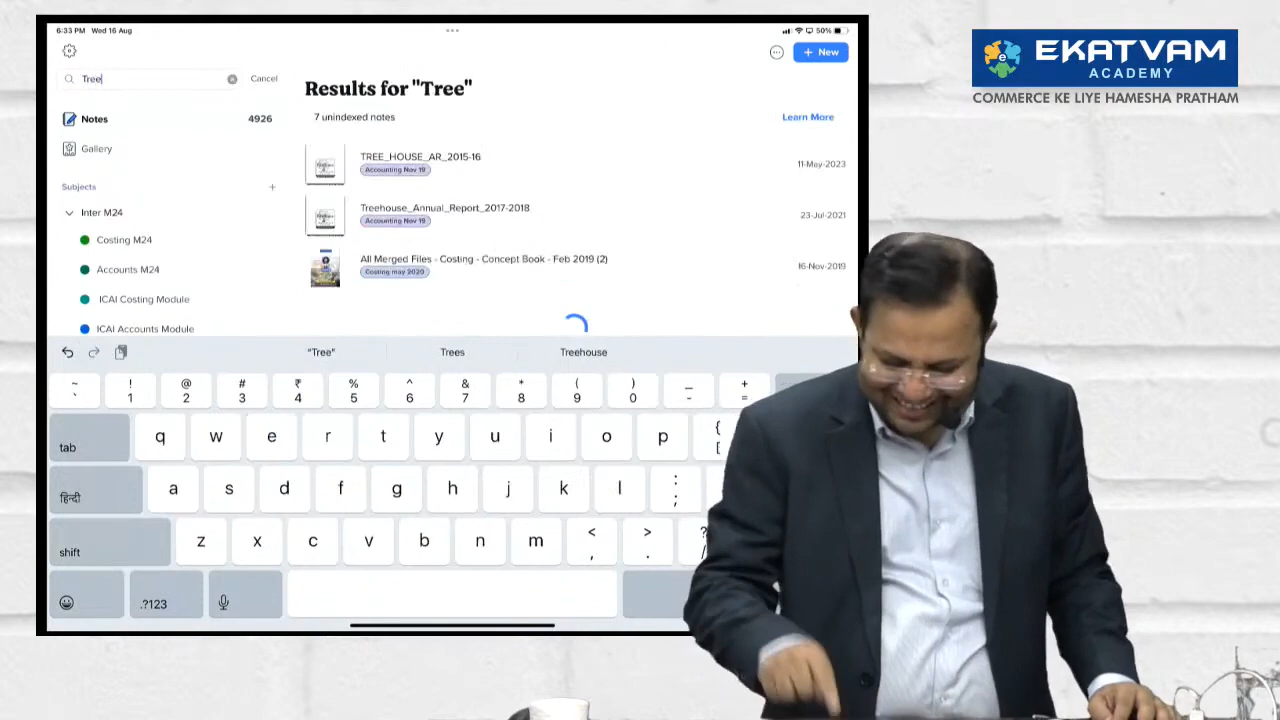 6:33 PM Wed 16 Aug
50%
Tree
Cancel
+ New
Results for "Tree"
7 unindexed notes
Learn More
Notes
4926
Gallery
Subjects
+
Inter M24
Costing M24
Accounts M24
ICAI Costing Module
ICAI Accounts Module
TREE_HOUSE_AR_2015-16
Accounting Nov 19
11-May-2023
Treehouse_Annual_Report_2017-2018
Accounting Nov 19
23-Jul-2021
All Merged Files - Costing - Concept Book - Feb 2019 (2)
Costing may 2020
16-Nov-2019
"Tree"
Trees
Treehouse
~ ! @ # ₹ % ^ & * ( ) _ +
` 1 2 3 4 5 6 7 8 9 0 - =
tab q w e r t y u i o p { [
हिन्दी a s d f g h j k l : ;
shift z x c v b n m < , > . ? /
.?123
EKATVAM
ACADEMY
COMMERCE KE LIYE HAMESHA PRATHAM